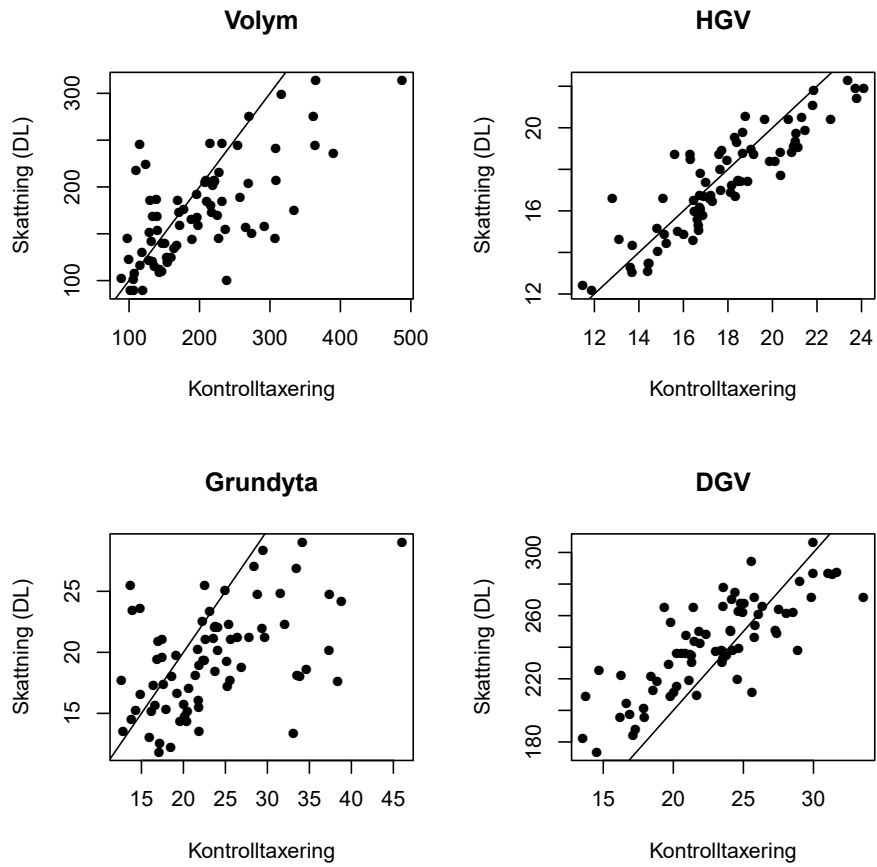 Volym
Skattning (DL)
300
200
100
100 200 300 400 500
Kontrolltaxering
HGV
Skattning (DL)
20
16
12
12 14 16 18 20 22 24
Kontrolltaxering
Grundyta
Skattning (DL)
25
20
15
15 20 25 30 35 40 45
Kontrolltaxering
DGV
Skattning (DL)
300
260
220
180
15 20 25 30
Kontrolltaxering